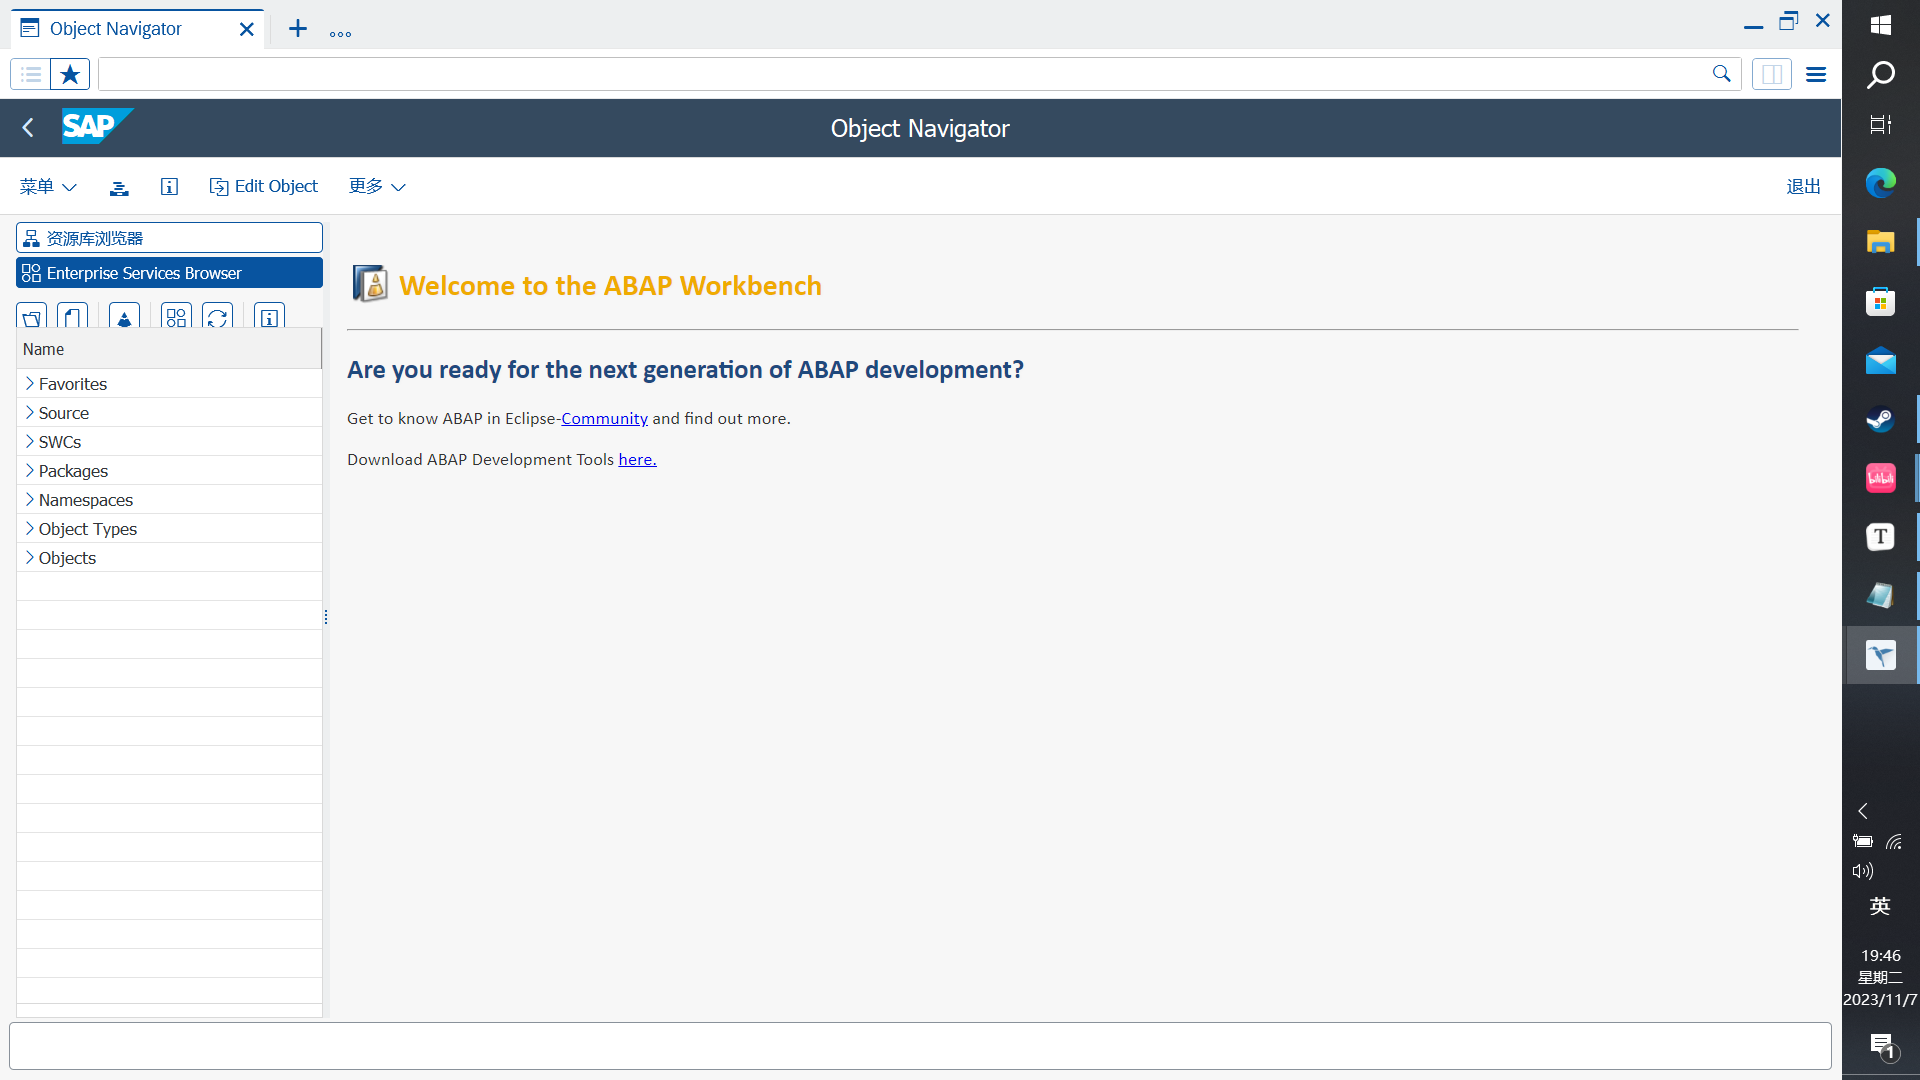 Object Navigator
SAP
Object Navigator
菜单
Edit Object
更多
退出
资源库浏览器
Enterprise Services Browser
Name
Favorites
Source
SWCs
Packages
Namespaces
Object Types
Objects
Welcome to the ABAP Workbench
Are you ready for the next generation of ABAP development?
Get to know ABAP in Eclipse-Community and find out more.
Download ABAP Development Tools here.
bilibili
T
英
19:46
星期二
2023/11/7
1